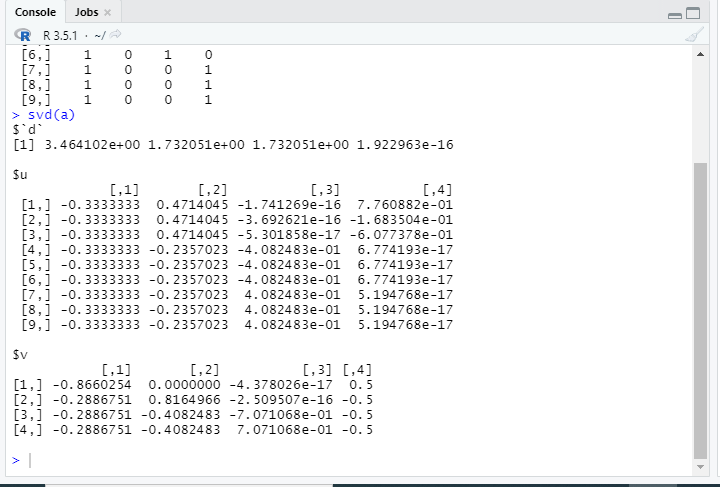 Console Jobs ×
R R 3.5.1 · ~/
[6,] 1 0 1 0
[7,] 1 0 0 1
[8,] 1 0 0 1
[9,] 1 0 0 1
> svd(a)
$`d`
[1] 3.464102e+00 1.732051e+00 1.732051e+00 1.922963e-16
$u
[,1] [,2] [,3] [,4]
[1,] -0.3333333 0.4714045 -1.741269e-16 7.760882e-01
[2,] -0.3333333 0.4714045 -3.692621e-16 -1.683504e-01
[3,] -0.3333333 0.4714045 -5.301858e-17 -6.077378e-01
[4,] -0.3333333 -0.2357023 -4.082483e-01 6.774193e-17
[5,] -0.3333333 -0.2357023 -4.082483e-01 6.774193e-17
[6,] -0.3333333 -0.2357023 -4.082483e-01 6.774193e-17
[7,] -0.3333333 -0.2357023 4.082483e-01 5.194768e-17
[8,] -0.3333333 -0.2357023 4.082483e-01 5.194768e-17
[9,] -0.3333333 -0.2357023 4.082483e-01 5.194768e-17
$v
[,1] [,2] [,3] [,4]
[1,] -0.8660254 0.0000000 -4.378026e-17 0.5
[2,] -0.2886751 0.8164966 -2.509507e-16 -0.5
[3,] -0.2886751 -0.4082483 -7.071068e-01 -0.5
[4,] -0.2886751 -0.4082483 7.071068e-01 -0.5
>